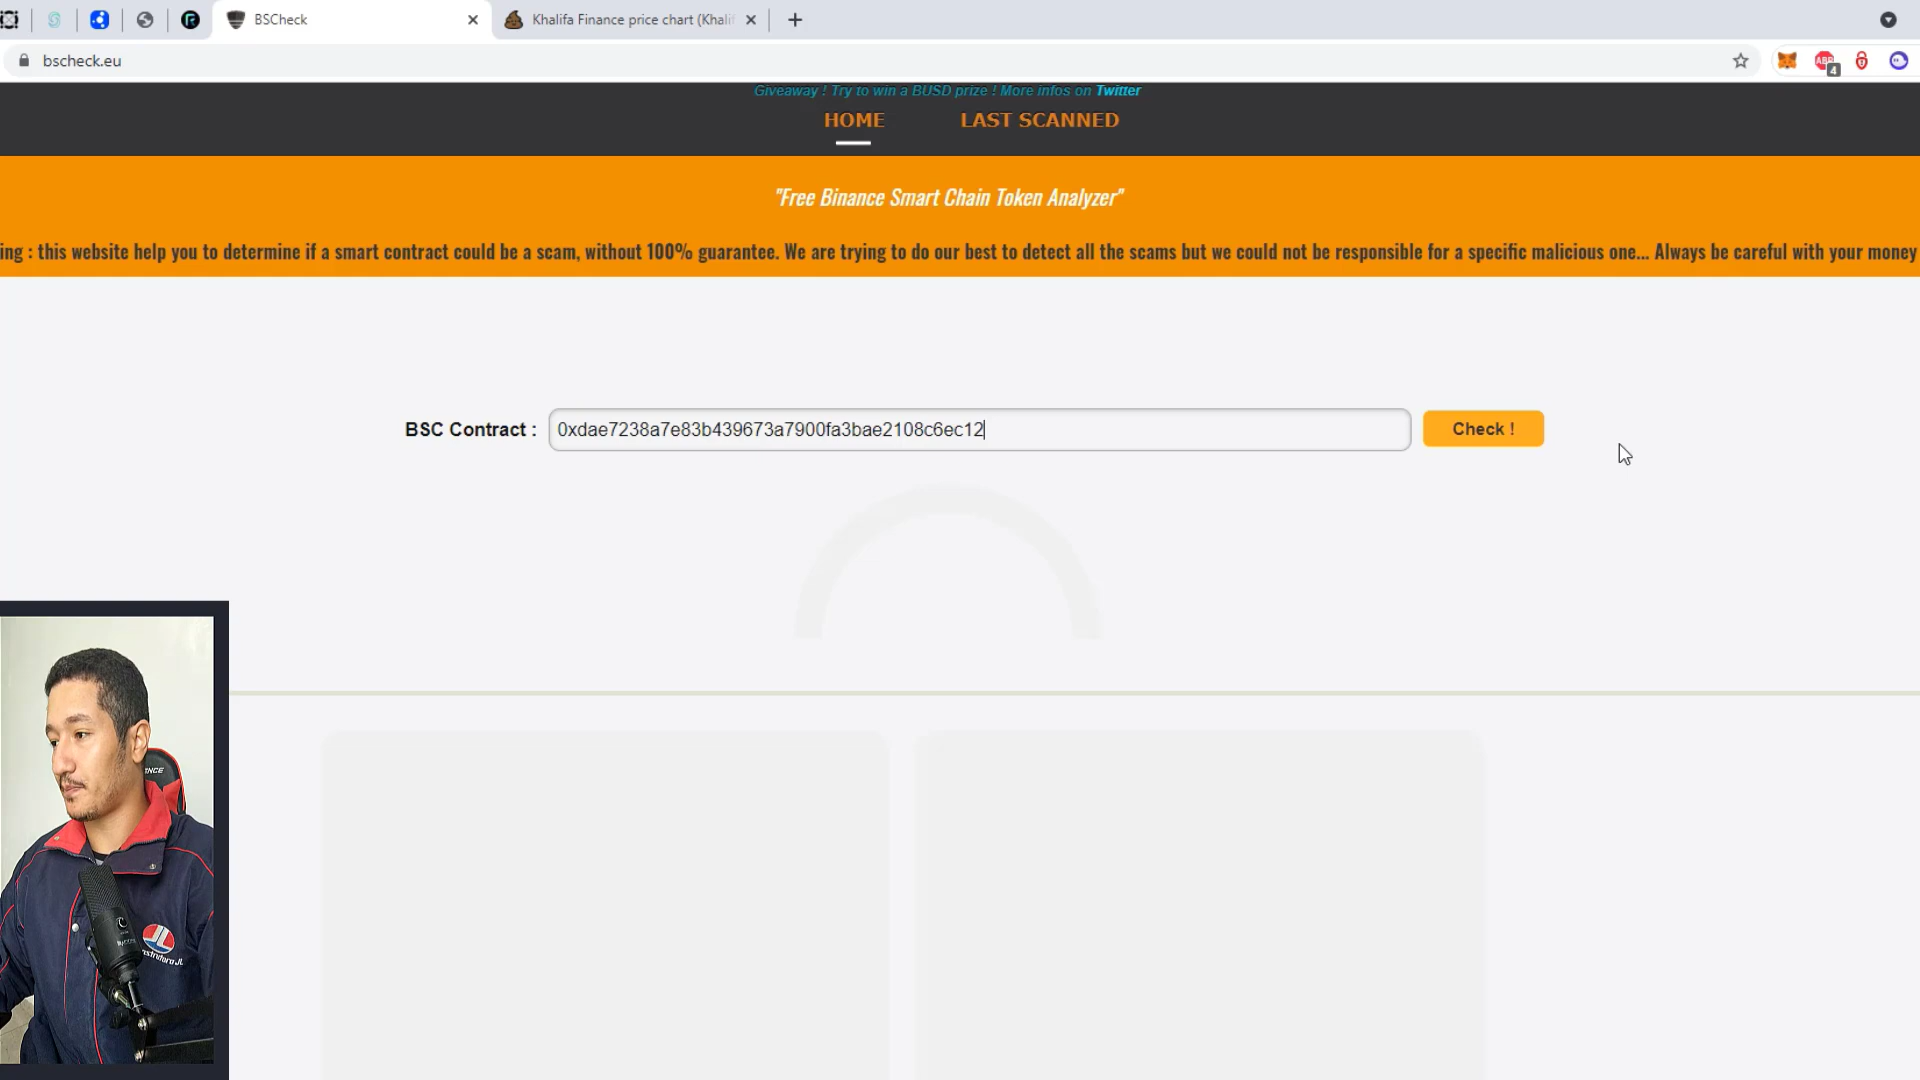 BSCheck
Khalifa Finance price chart (Khalif
bscheck.eu
4
Giveaway ! Try to win a BUSD prize ! More infos on Twitter
HOME
LAST SCANNED
"Free Binance Smart Chain Token Analyzer"
ing : this website help you to determine if a smart contract could be a scam, without 100% guarantee. We are trying to do our best to detect all the scams but we could not be responsible for a specific malicious one... Always be careful with your money
BSC Contract :
0xdae7238a7e83b439673a7900fa3bae2108c6ec12
Check !
JL